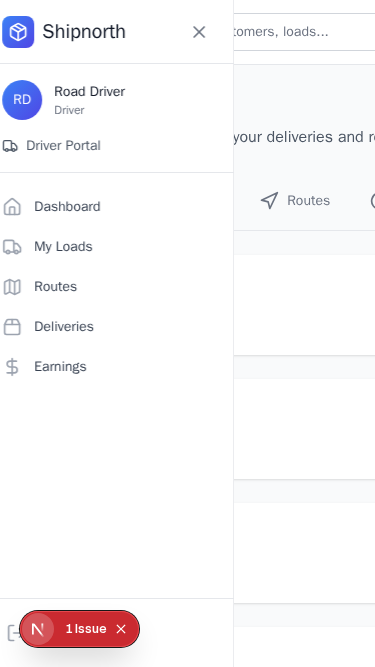 Shipnorth
tomers, loads...
RD
Road Driver
Driver
Driver Portal
your deliveries and r
Dashboard
Routes
My Loads
Routes
Deliveries
Earnings
N
1 Issue